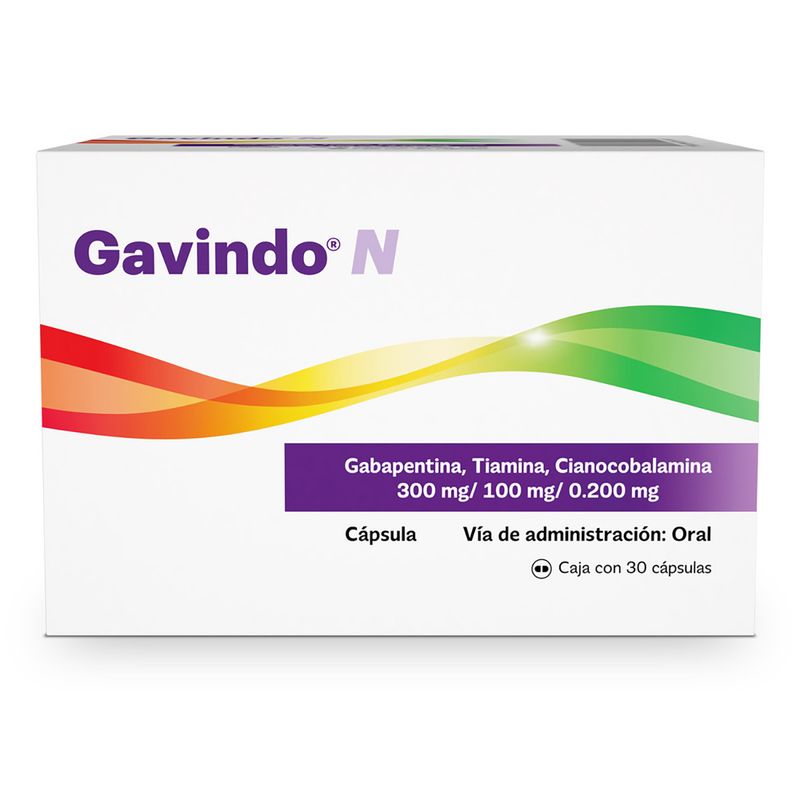 Gavindo N
Gavindo® N
Gabapentina, Tiamina, Cianocobalamina
300 mg/ 100 mg/ 0.200 mg
Cápsula Vía de administración: Oral
Caja con 30 cápsulas